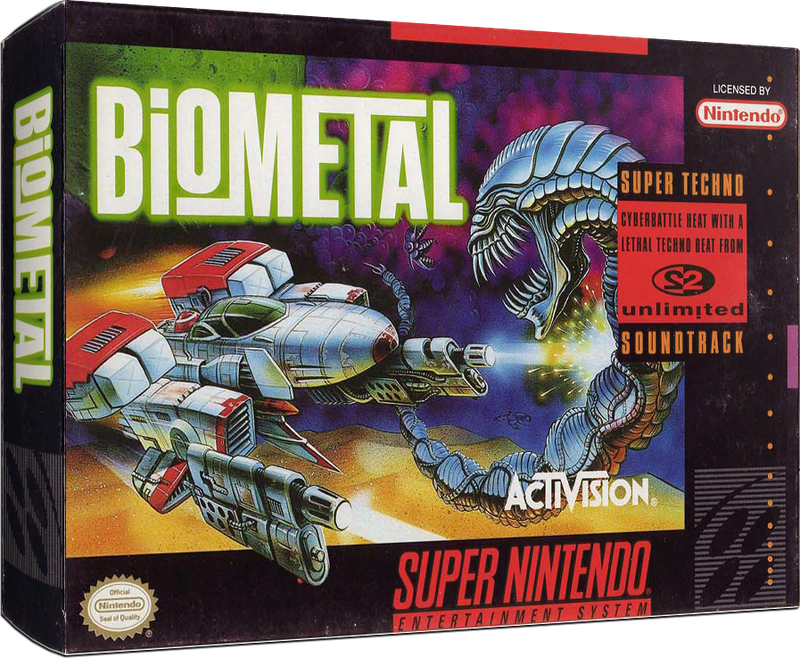 BIOMETAL
BIOMETAL
LICENSED BY
Nintendo®
SUPER TECHNO
CYBERBATTLE HEAT WITH A
LETHAL TECHNO BEAT FROM
S2
unlimited
SOUNDTRACK
ACTIVISION®
SUPER NINTENDO®
ENTERTAINMENT SYSTEM
Official
Nintendo
Seal of Quality
®